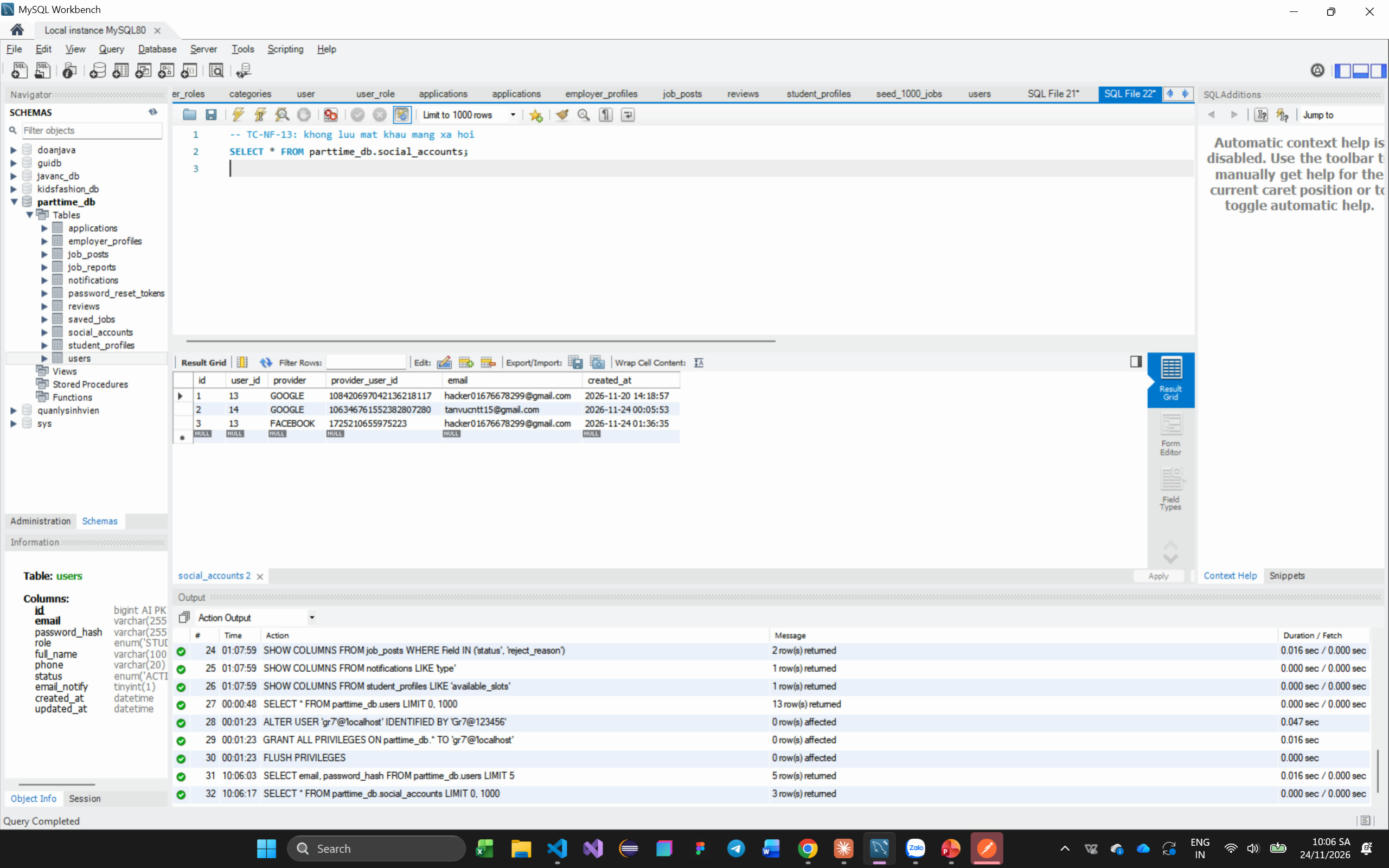 MySQL Workbench
Local instance MySQL80
File Edit View Query Database Server Tools Scripting Help
Navigator
SCHEMAS
Filter objects
doanjava
guidb
javanc_db
kidsfashion_db
parttime_db
Tables
applications
employer_profiles
job_posts
job_reports
notifications
password_reset_tokens
reviews
saved_jobs
social_accounts
student_profiles
users
Views
Stored Procedures
Functions
quanlysinhvien
sys
Administration Schemas
Information
Table: users
Columns:
id bigint AI PK
email varchar(255
password_hash varchar(255
role enum('STUD
full_name varchar(100
phone varchar(20)
status enum('ACTI
email_notify tinyint(1)
created_at datetime
updated_at datetime
Object Info Session
Query Completed
er_roles categories user user_role applications applications employer_profiles job_posts reviews student_profiles seed_1000_jobs users SQL File 21* SQL File 22*
Limit to 1000 rows
1 -- TC-NF-13: khong luu mat khau mang xa hoi
2 SELECT * FROM parttime_db.social_accounts;
3
Result Grid Filter Rows: Edit: Export/Import: Wrap Cell Content:
id user_id provider provider_user_id email created_at
1 13 GOOGLE 108420697042136218117 hacker01676678299@gmail.com 2026-11-20 14:18:57
2 14 GOOGLE 106346761552382807280 tanvucntt15@gmail.com 2026-11-24 00:05:53
3 13 FACEBOOK 1725210655975223 hacker01676678299@gmail.com 2026-11-24 01:36:35
NULL NULL NULL NULL NULL NULL
Result Grid
Form Editor
Field Types
social_accounts 2
Apply
SQLAdditions
Jump to
Automatic context help is
disabled. Use the toolbar t
manually get help for the
current caret position or to
toggle automatic help.
Context Help Snippets
Output
Action Output
# Time Action Message Duration / Fetch
24 01:07:59 SHOW COLUMNS FROM job_posts WHERE Field IN ('status', 'reject_reason') 2 row(s) returned 0.016 sec / 0.000 sec
25 01:07:59 SHOW COLUMNS FROM notifications LIKE 'type' 1 row(s) returned 0.000 sec / 0.000 sec
26 01:07:59 SHOW COLUMNS FROM student_profiles LIKE 'available_slots' 1 row(s) returned 0.000 sec / 0.000 sec
27 00:00:48 SELECT * FROM parttime_db.users LIMIT 0, 1000 13 row(s) returned 0.000 sec / 0.000 sec
28 00:01:23 ALTER USER 'gr7'@'localhost' IDENTIFIED BY 'Gr7@123456' 0 row(s) affected 0.047 sec
29 00:01:23 GRANT ALL PRIVILEGES ON parttime_db.* TO 'gr7'@'localhost' 0 row(s) affected 0.016 sec
30 00:01:23 FLUSH PRIVILEGES 0 row(s) affected 0.000 sec
31 10:06:03 SELECT email, password_hash FROM parttime_db.users LIMIT 5 5 row(s) returned 0.016 sec / 0.000 sec
32 10:06:17 SELECT * FROM parttime_db.social_accounts LIMIT 0, 1000 3 row(s) returned 0.000 sec / 0.000 sec
Search
ENG
IN
10:06 SA
24/11/2026